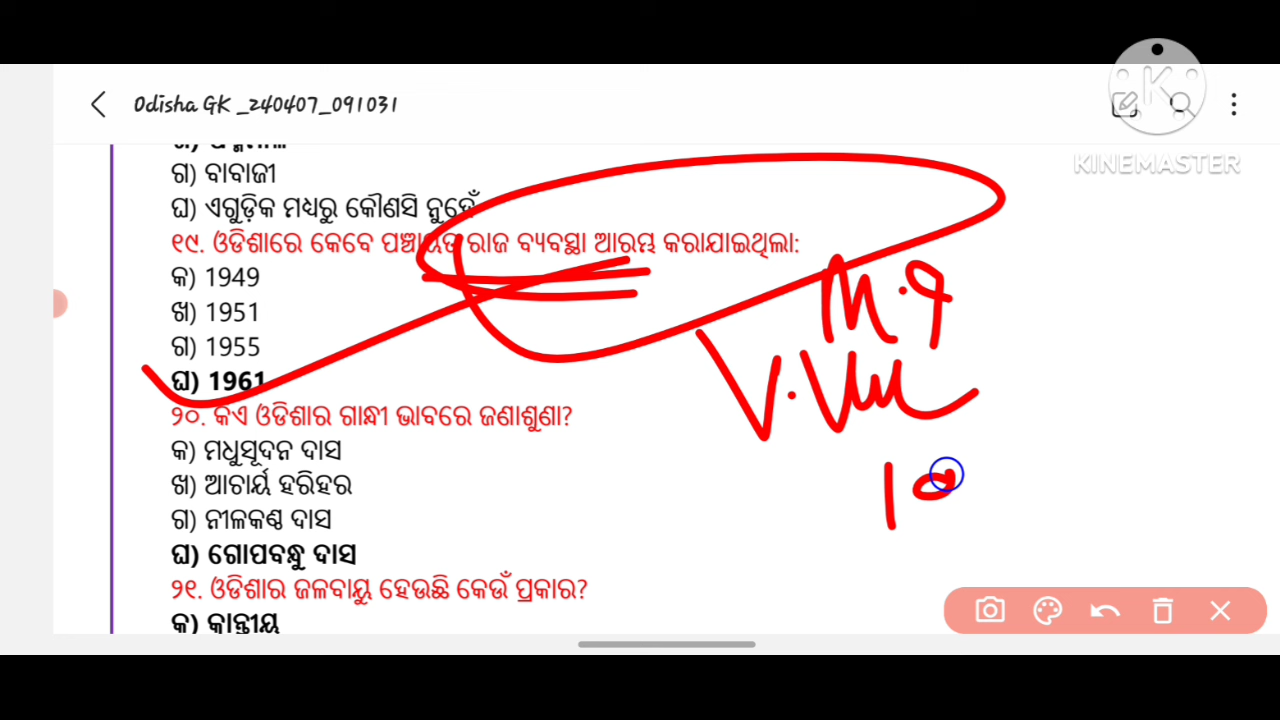 Odisha GK _240407_091031
KINEMASTER
ଗ) ବାବାଜୀ
ଘ) ଏଗୁଡ଼ିକ ମଧ୍ୟରୁ କୌଣସି ନୁହେଁ
୧୯. ଓଡିଶାରେ କେବେ ପଞ୍ଚାୟତ ରାଜ ବ୍ୟବସ୍ଥା ଆରମ୍ଭ କରାଯାଇଥିଲା:
କ) 1949
ଖ) 1951
ଗ) 1955
ଘ) 1961
୨୦. କିଏ ଓଡିଶାର ଗାନ୍ଧୀ ଭାବରେ ଜଣାଶୁଣା?
କ) ମଧୁସୂଦନ ଦାସ
ଖ) ଆଚାର୍ଯ୍ୟ ହରିହର
ଗ) ନୀଳକଣ୍ଠ ଦାସ
ଘ) ଗୋପବନ୍ଧୁ ଦାସ
୨୧. ଓଡିଶାର ଜଳବାୟୁ ହେଉଛି କେଉଁ ପ୍ରକାର?
କ) କ୍ରାନ୍ତୀୟ